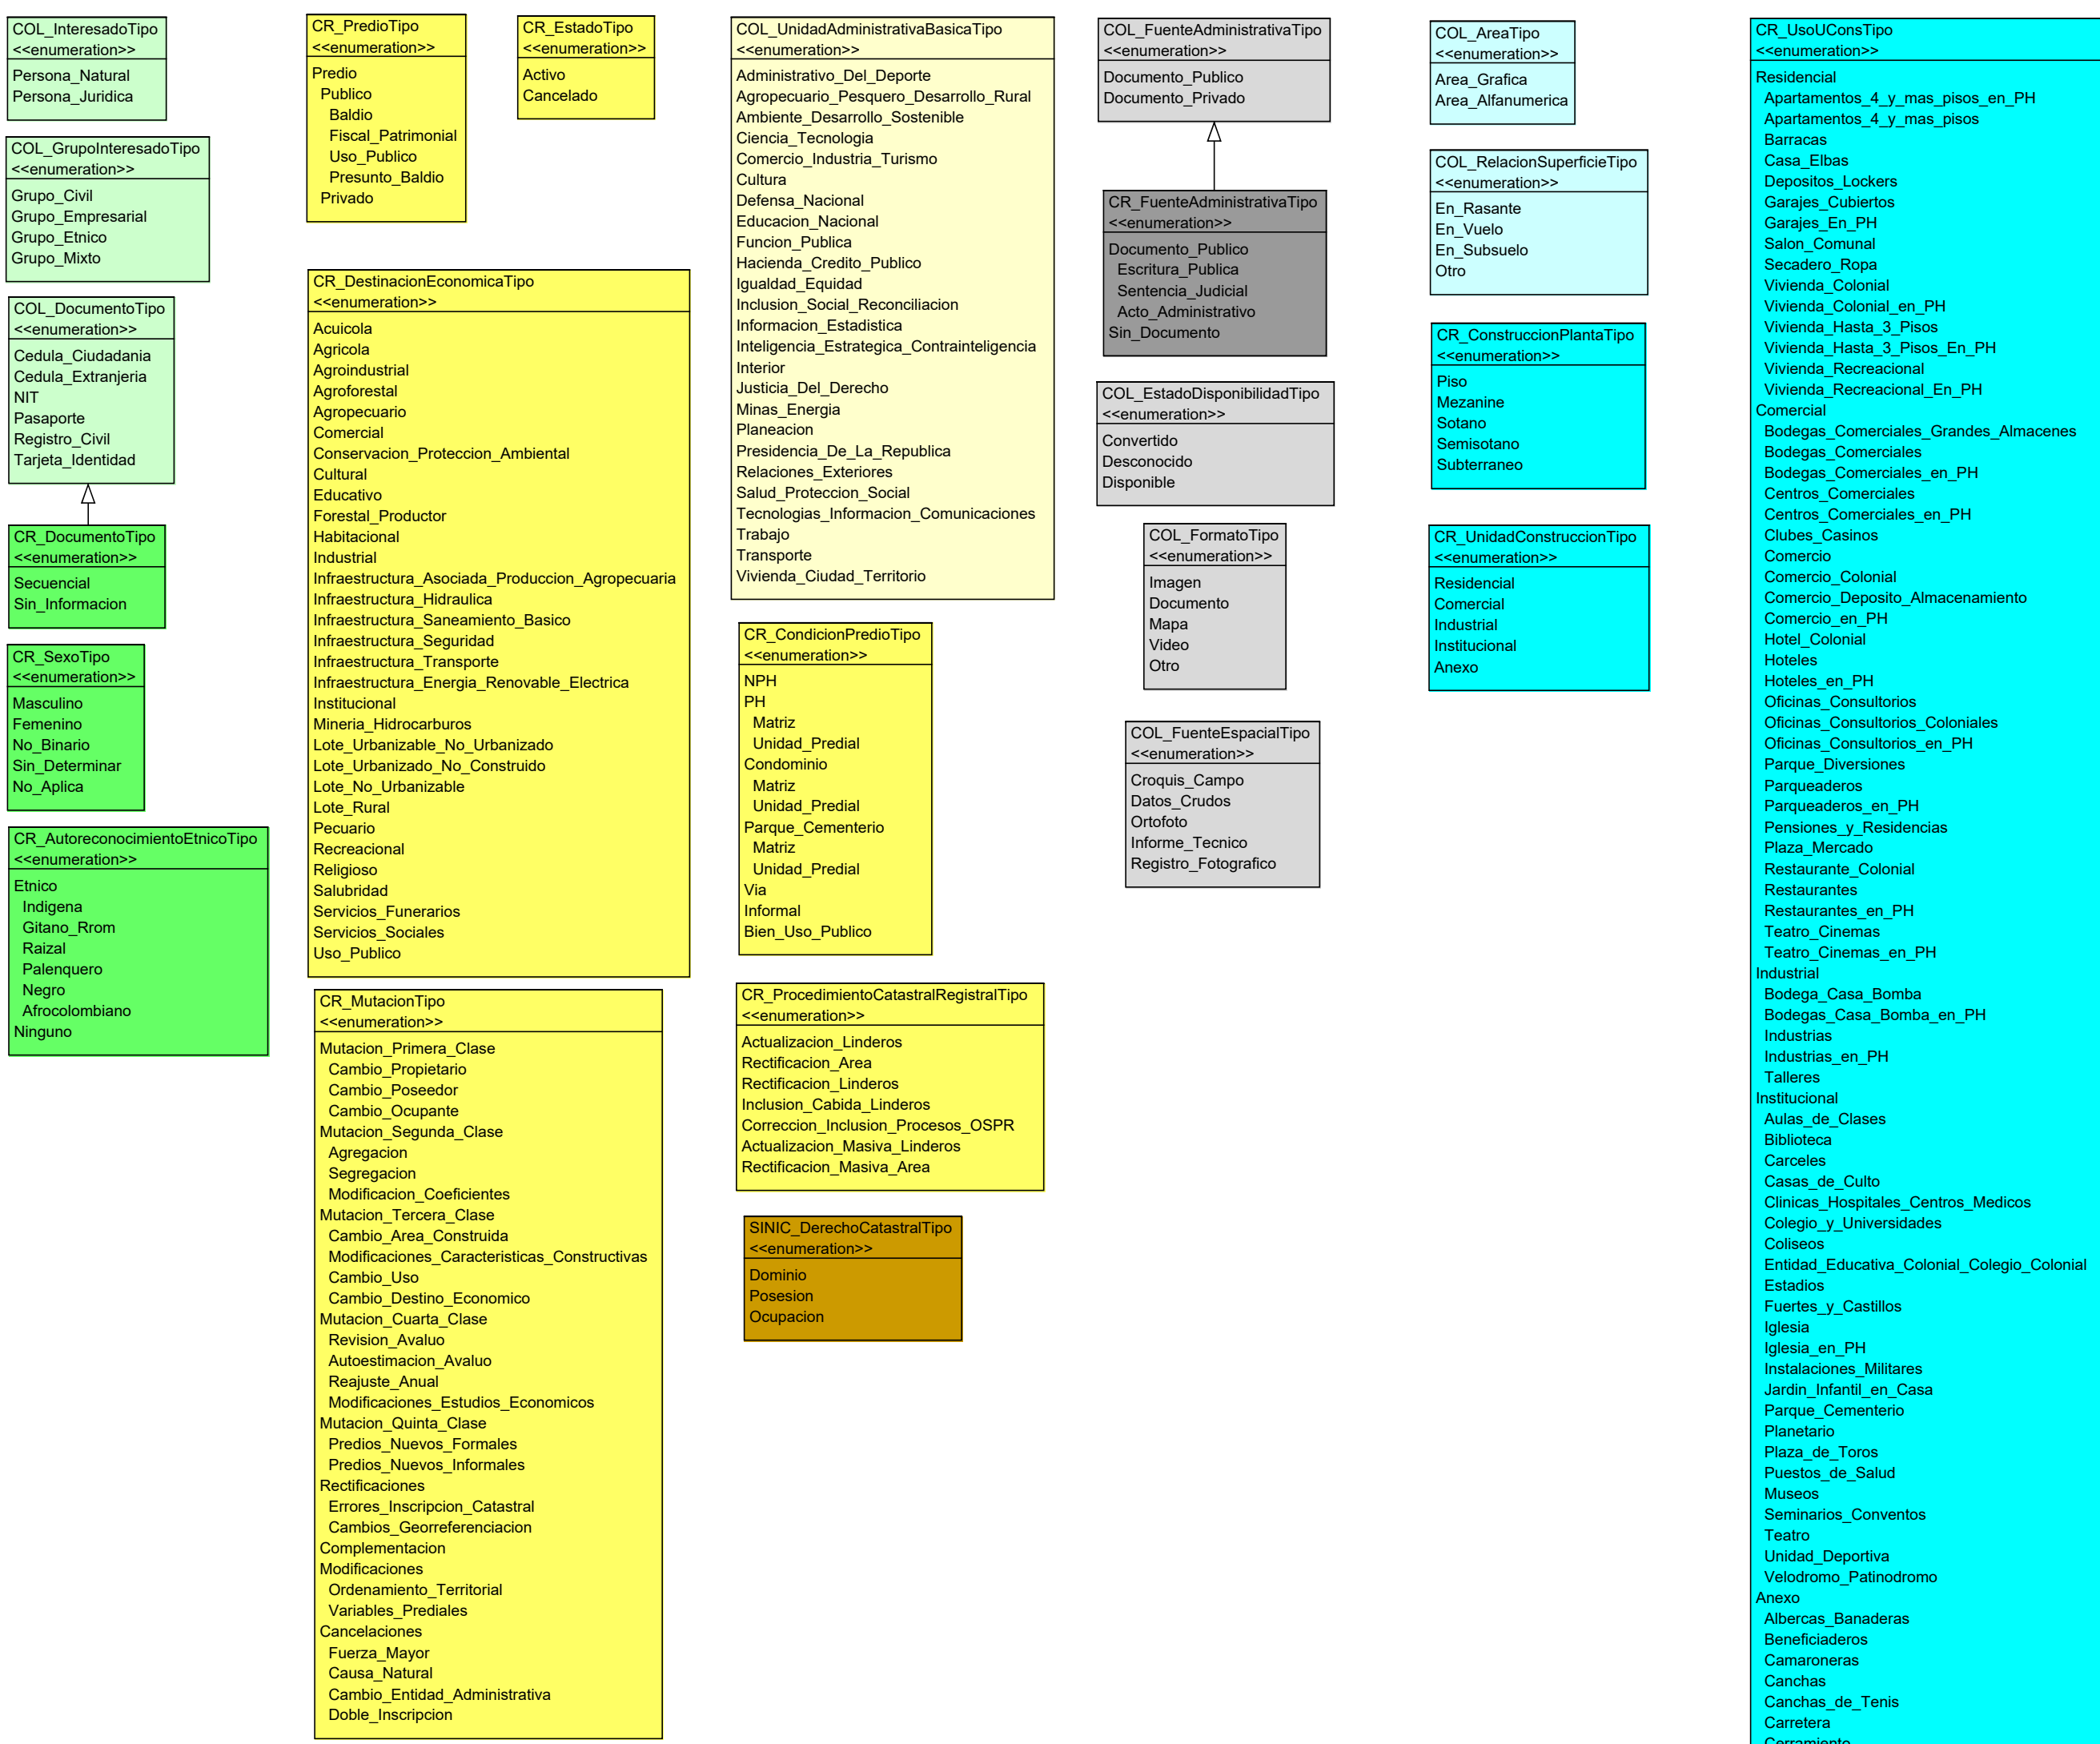 COL_InteresadoTipo
<<enumeration>>
Persona_Natural
Persona_Juridica
COL_GrupoInteresadoTipo
<<enumeration>>
Grupo_Civil
Grupo_Empresarial
Grupo_Etnico
Grupo_Mixto
COL_DocumentoTipo
<<enumeration>>
Cedula_Ciudadania
Cedula_Extranjeria
NIT
Pasaporte
Registro_Civil
Tarjeta_Identidad
CR_DocumentoTipo
<<enumeration>>
Secuencial
Sin_Informacion
CR_SexoTipo
<<enumeration>>
Masculino
Femenino
No_Binario
Sin_Determinar
No_Aplica
CR_AutoreconocimientoEtnicoTipo
<<enumeration>>
Etnico
Indigena
Gitano_Rrom
Raizal
Palenquero
Negro
Afrocolombiano
Ninguno
CR_PredioTipo
<<enumeration>>
Predio
Publico
Baldio
Fiscal_Patrimonial
Uso_Publico
Presunto_Baldio
Privado
CR_EstadoTipo
<<enumeration>>
Activo
Cancelado
CR_DestinacionEconomicaTipo
<<enumeration>>
Acuicola
Agricola
Agroindustrial
Agroforestal
Agropecuario
Comercial
Conservacion_Proteccion_Ambiental
Cultural
Educativo
Forestal_Productor
Habitacional
Industrial
Infraestructura_Asociada_Produccion_Agropecuaria
Infraestructura_Hidraulica
Infraestructura_Saneamiento_Basico
Infraestructura_Seguridad
Infraestructura_Transporte
Infraestructura_Energia_Renovable_Electrica
Institucional
Mineria_Hidrocarburos
Lote_Urbanizable_No_Urbanizado
Lote_Urbanizado_No_Construido
Lote_No_Urbanizable
Lote_Rural
Pecuario
Recreacional
Religioso
Salubridad
Servicios_Funerarios
Servicios_Sociales
Uso_Publico
CR_MutacionTipo
<<enumeration>>
Mutacion_Primera_Clase
Cambio_Propietario
Cambio_Poseedor
Cambio_Ocupante
Mutacion_Segunda_Clase
Agregacion
Segregacion
Modificacion_Coeficientes
Mutacion_Tercera_Clase
Cambio_Area_Construida
Modificaciones_Caracteristicas_Constructivas
Cambio_Uso
Cambio_Destino_Economico
Mutacion_Cuarta_Clase
Revision_Avaluo
Autoestimacion_Avaluo
Reajuste_Anual
Modificaciones_Estudios_Economicos
Mutacion_Quinta_Clase
Predios_Nuevos_Formales
Predios_Nuevos_Informales
Rectificaciones
Errores_Inscripcion_Catastral
Cambios_Georreferenciacion
Complementacion
Modificaciones
Ordenamiento_Territorial
Variables_Prediales
Cancelaciones
Fuerza_Mayor
Causa_Natural
Cambio_Entidad_Administrativa
Doble_Inscripcion
COL_UnidadAdministrativaBasicaTipo
<<enumeration>>
Administrativo_Del_Deporte
Agropecuario_Pesquero_Desarrollo_Rural
Ambiente_Desarrollo_Sostenible
Ciencia_Tecnologia
Comercio_Industria_Turismo
Cultura
Defensa_Nacional
Educacion_Nacional
Funcion_Publica
Hacienda_Credito_Publico
Igualdad_Equidad
Inclusion_Social_Reconciliacion
Informacion_Estadistica
Inteligencia_Estrategica_Contrainteligencia
Interior
Justicia_Del_Derecho
Minas_Energia
Planeacion
Presidencia_De_La_Republica
Relaciones_Exteriores
Salud_Proteccion_Social
Tecnologias_Informacion_Comunicaciones
Trabajo
Transporte
Vivienda_Ciudad_Territorio
CR_CondicionPredioTipo
<<enumeration>>
NPH
PH
Matriz
Unidad_Predial
Condominio
Matriz
Unidad_Predial
Parque_Cementerio
Matriz
Unidad_Predial
Via
Informal
Bien_Uso_Publico
CR_ProcedimientoCatastralRegistralTipo
<<enumeration>>
Actualizacion_Linderos
Rectificacion_Area
Rectificacion_Linderos
Inclusion_Cabida_Linderos
Correccion_Inclusion_Procesos_OSPR
Actualizacion_Masiva_Linderos
Rectificacion_Masiva_Area
SINIC_DerechoCatastralTipo
<<enumeration>>
Dominio
Posesion
Ocupacion
COL_FuenteAdministrativaTipo
<<enumeration>>
Documento_Publico
Documento_Privado
CR_FuenteAdministrativaTipo
<<enumeration>>
Documento_Publico
Escritura_Publica
Sentencia_Judicial
Acto_Administrativo
Sin_Documento
COL_EstadoDisponibilidadTipo
<<enumeration>>
Convertido
Desconocido
Disponible
COL_FormatoTipo
<<enumeration>>
Imagen
Documento
Mapa
Video
Otro
COL_FuenteEspacialTipo
<<enumeration>>
Croquis_Campo
Datos_Crudos
Ortofoto
Informe_Tecnico
Registro_Fotografico
COL_AreaTipo
<<enumeration>>
Area_Grafica
Area_Alfanumerica
COL_RelacionSuperficieTipo
<<enumeration>>
En_Rasante
En_Vuelo
En_Subsuelo
Otro
CR_ConstruccionPlantaTipo
<<enumeration>>
Piso
Mezanine
Sotano
Semisotano
Subterraneo
CR_UnidadConstruccionTipo
<<enumeration>>
Residencial
Comercial
Industrial
Institucional
Anexo
CR_UsoUConsTipo
<<enumeration>>
Residencial
Apartamentos_4_y_mas_pisos_en_PH
Apartamentos_4_y_mas_pisos
Barracas
Casa_Elbas
Depositos_Lockers
Garajes_Cubiertos
Garajes_En_PH
Salon_Comunal
Secadero_Ropa
Vivienda_Colonial
Vivienda_Colonial_en_PH
Vivienda_Hasta_3_Pisos
Vivienda_Hasta_3_Pisos_En_PH
Vivienda_Recreacional
Vivienda_Recreacional_En_PH
Comercial
Bodegas_Comerciales_Grandes_Almacenes
Bodegas_Comerciales
Bodegas_Comerciales_en_PH
Centros_Comerciales
Centros_Comerciales_en_PH
Clubes_Casinos
Comercio
Comercio_Colonial
Comercio_Deposito_Almacenamiento
Comercio_en_PH
Hotel_Colonial
Hoteles
Hoteles_en_PH
Oficinas_Consultorios
Oficinas_Consultorios_Coloniales
Oficinas_Consultorios_en_PH
Parque_Diversiones
Parqueaderos
Parqueaderos_en_PH
Pensiones_y_Residencias
Plaza_Mercado
Restaurante_Colonial
Restaurantes
Restaurantes_en_PH
Teatro_Cinemas
Teatro_Cinemas_en_PH
Industrial
Bodega_Casa_Bomba
Bodegas_Casa_Bomba_en_PH
Industrias
Industrias_en_PH
Talleres
Institucional
Aulas_de_Clases
Biblioteca
Carceles
Casas_de_Culto
Clinicas_Hospitales_Centros_Medicos
Colegio_y_Universidades
Coliseos
Entidad_Educativa_Colonial_Colegio_Colonial
Estadios
Fuertes_y_Castillos
Iglesia
Iglesia_en_PH
Instalaciones_Militares
Jardin_Infantil_en_Casa
Parque_Cementerio
Planetario
Plaza_de_Toros
Puestos_de_Salud
Museos
Seminarios_Conventos
Teatro
Unidad_Deportiva
Velodromo_Patinodromo
Anexo
Albercas_Banaderas
Beneficiaderos
Camaroneras
Canchas
Canchas_de_Tenis
Carretera
Cerramiento